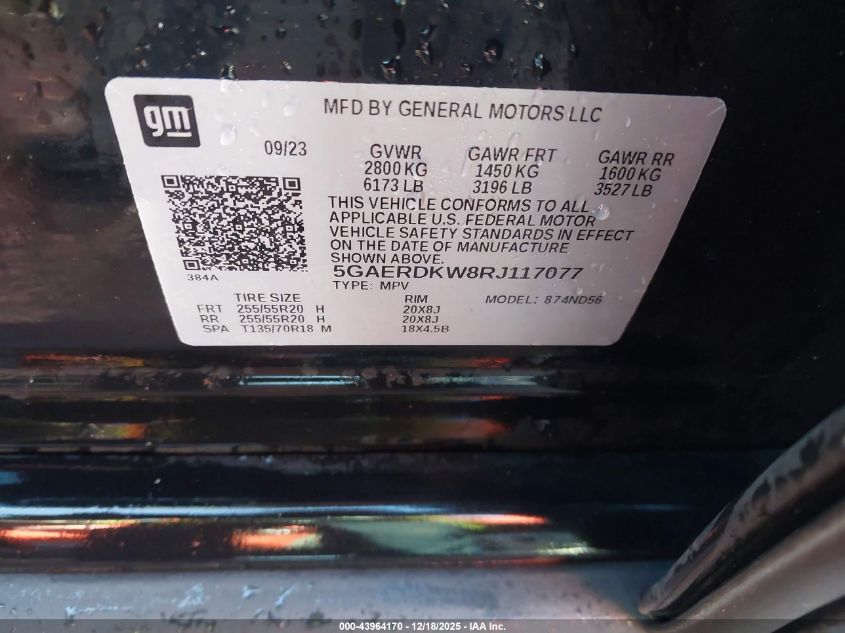 gm
MFD BY GENERAL MOTORS LLC
09/23
GVWR GAWR FRT GAWR RR
2800 KG 1450 KG 1600 KG
6173 LB 3196 LB 3527 LB
THIS VEHICLE CONFORMS TO ALL
APPLICABLE U.S. FEDERAL MOTOR
VEHICLE SAFETY STANDARDS IN EFFECT
ON THE DATE OF MANUFACTURE
SHOWN ABOVE.
384A
5GAERDKW8RJ117077
TYPE: MPV MODEL: 874ND56
TIRE SIZE RIM
FRT 255/55R20 H 20X8J
RR 255/55R20 H 20X8J
SPA T135/70R18 M 18X4.5B
000-43964170 - 12/18/2025 - IAA Inc.